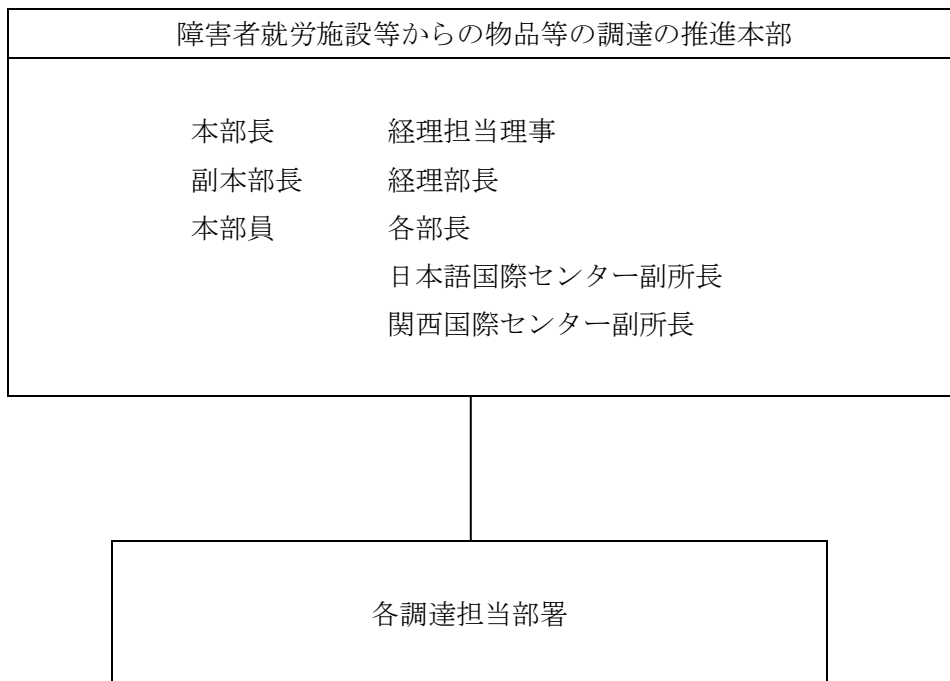 障害者就労施設等からの物品等の調達の推進本部
本部長 経理担当理事
副本部長 経理部長
本部員 各部長
日本語国際センター副所長
関西国際センター副所長
各調達担当部署